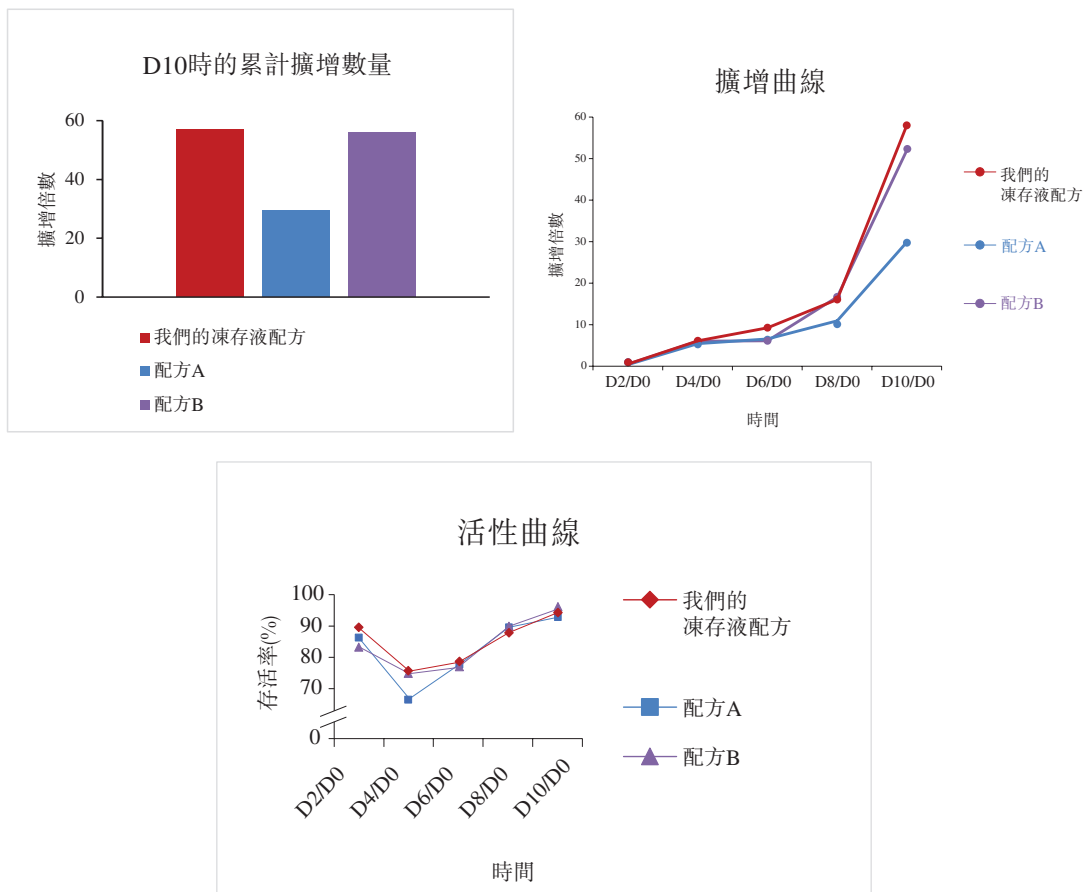 D10時的累計擴增數量
60
40
20
0
擴增倍數
我們的凍存液配方
配方A
配方B
擴增曲線
60
50
40
30
20
10
0
擴增倍數
D2/D0
D4/D0
D6/D0
D8/D0
D10/D0
時間
我們的
凍存液配方
配方A
配方B
活性曲線
100
90
80
70
0
存活率(%)
D2/D0
D4/D0
D6/D0
D8/D0
D10/D0
時間
我們的
凍存液配方
配方A
配方B